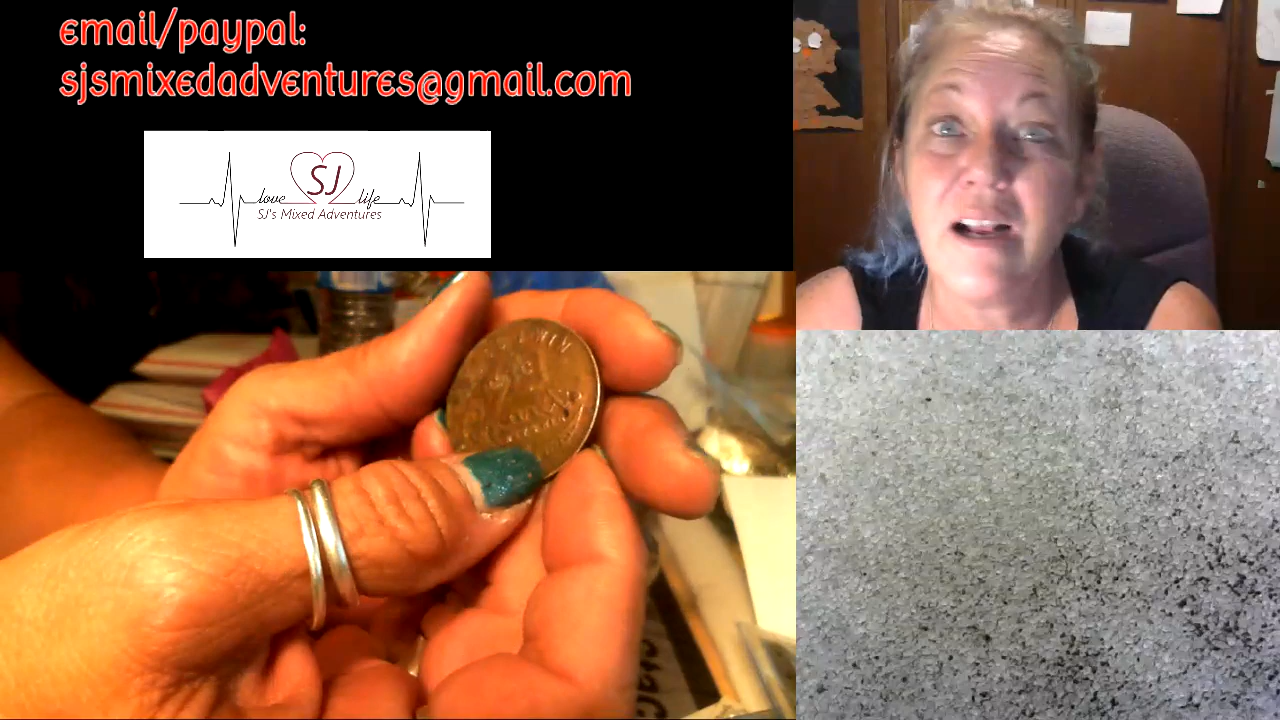 email/paypal:
sjsmixedadventures@gmail.com
SJ
love life
SJ's Mixed Adventures